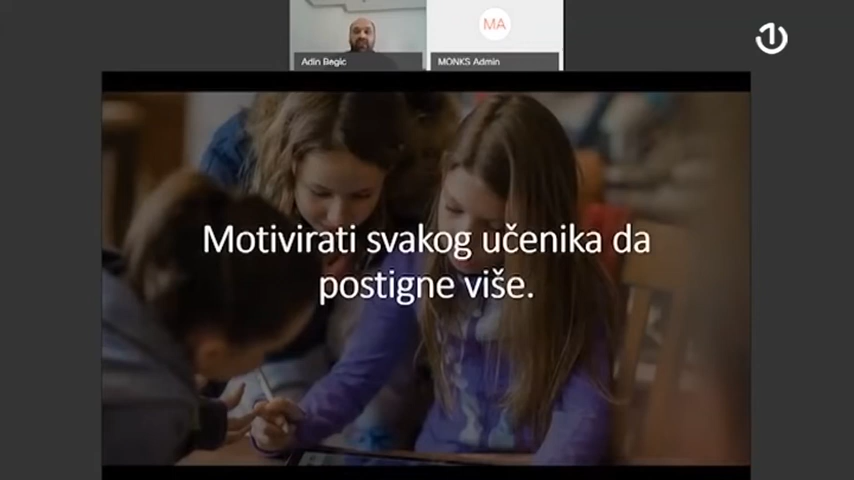 MA
Adin Begic
MONKS Admin
Motivirati svakog učenika da
postigne više.